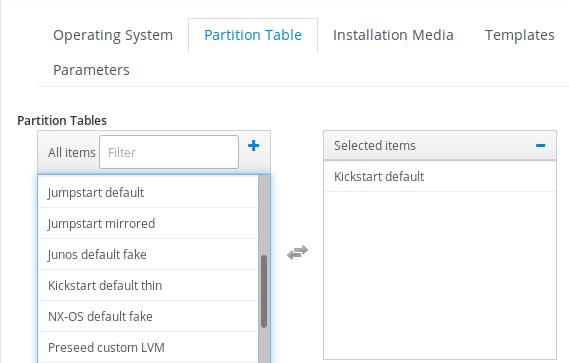 Operating System Partition Table Installation Media Templates
Parameters
Partition Tables
All items Filter + Selected items −
Jumpstart default
Jumpstart mirrored
Junos default fake
Kickstart default thin
NX-OS default fake
Preseed custom LVM
Kickstart default